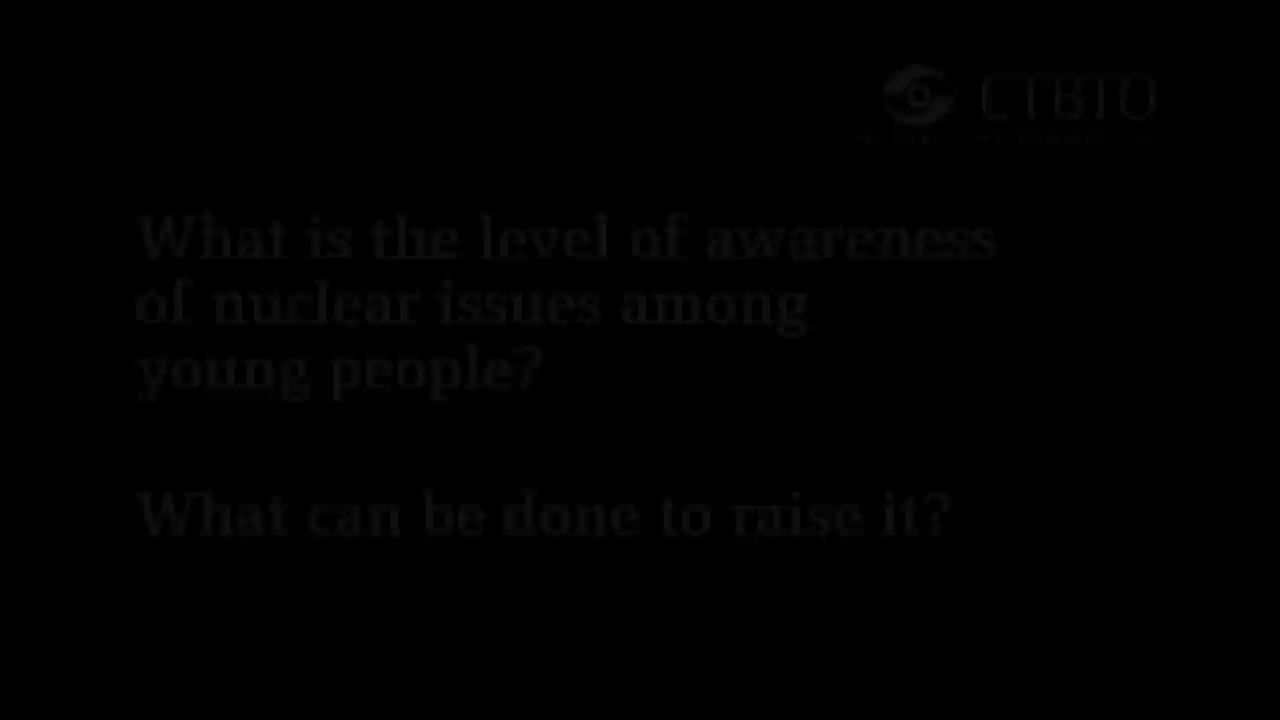 CTBTO
What is the level of awareness
of nuclear issues among
young people?
What can be done to raise it?